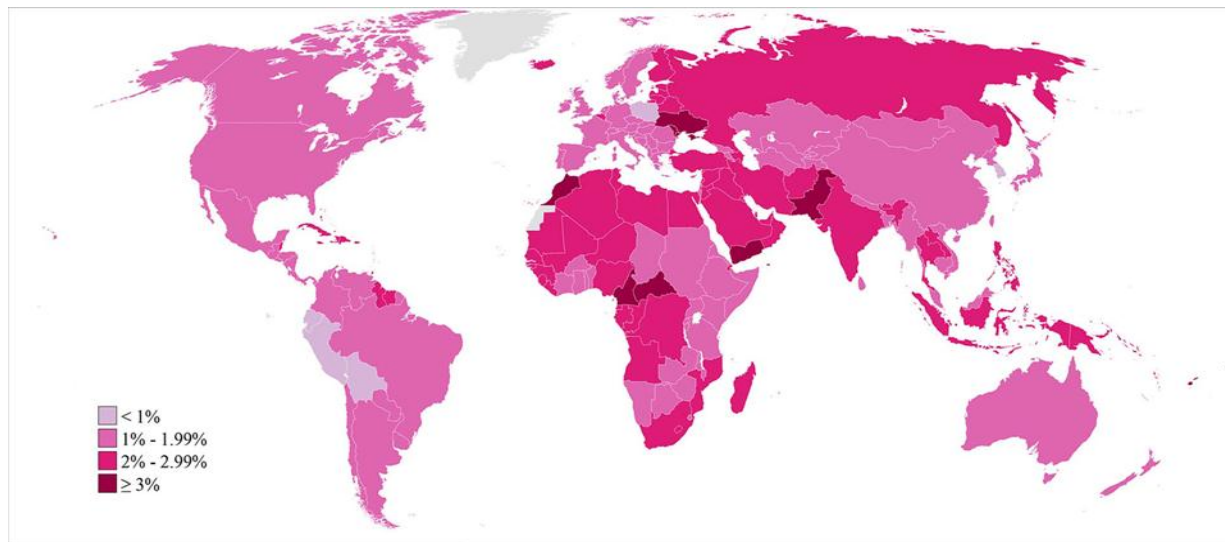 < 1%
1% - 1.99%
2% - 2.99%
≥ 3%